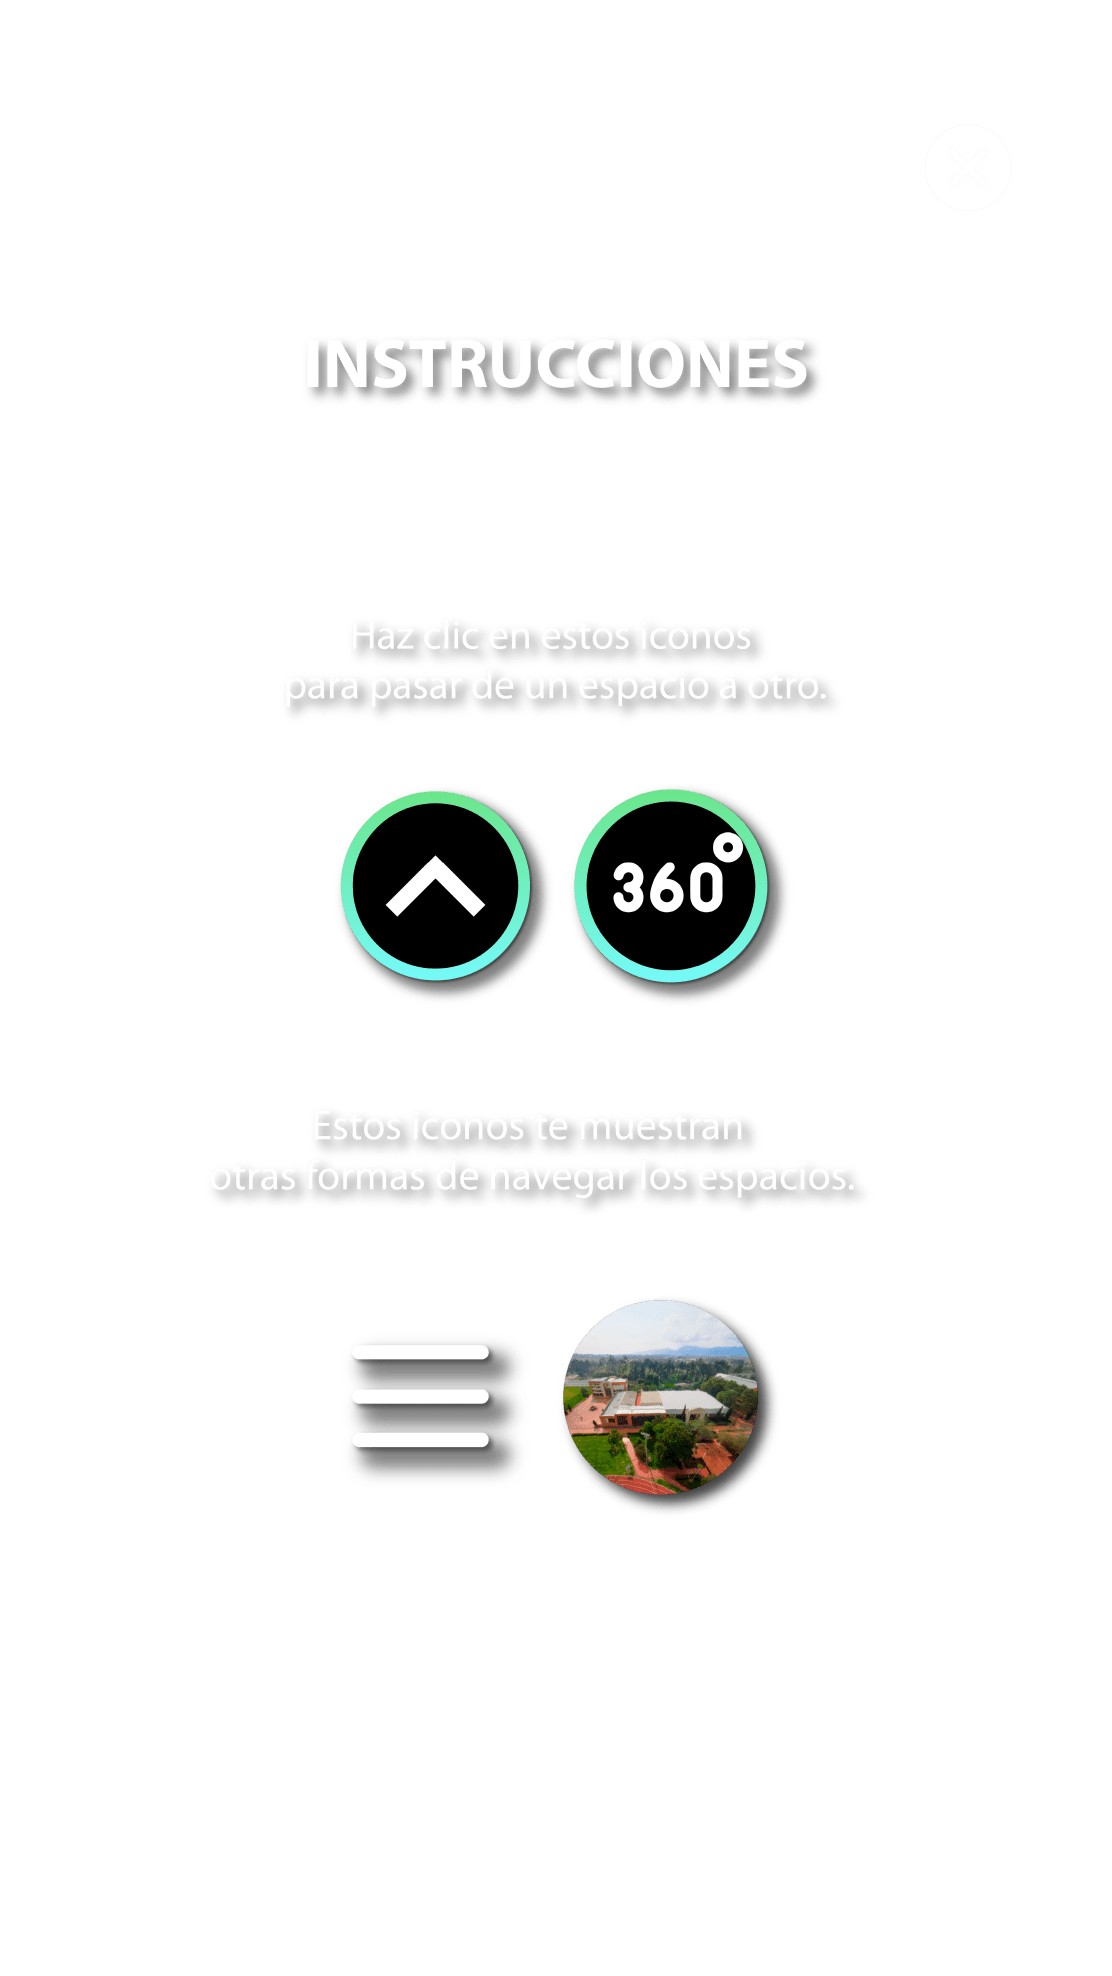 INSTRUCCIONES
Haz clic en estos iconos
para pasar de un espacio a otro.
360°
Estos iconos te muestran
otras formas de navegar los espacios.